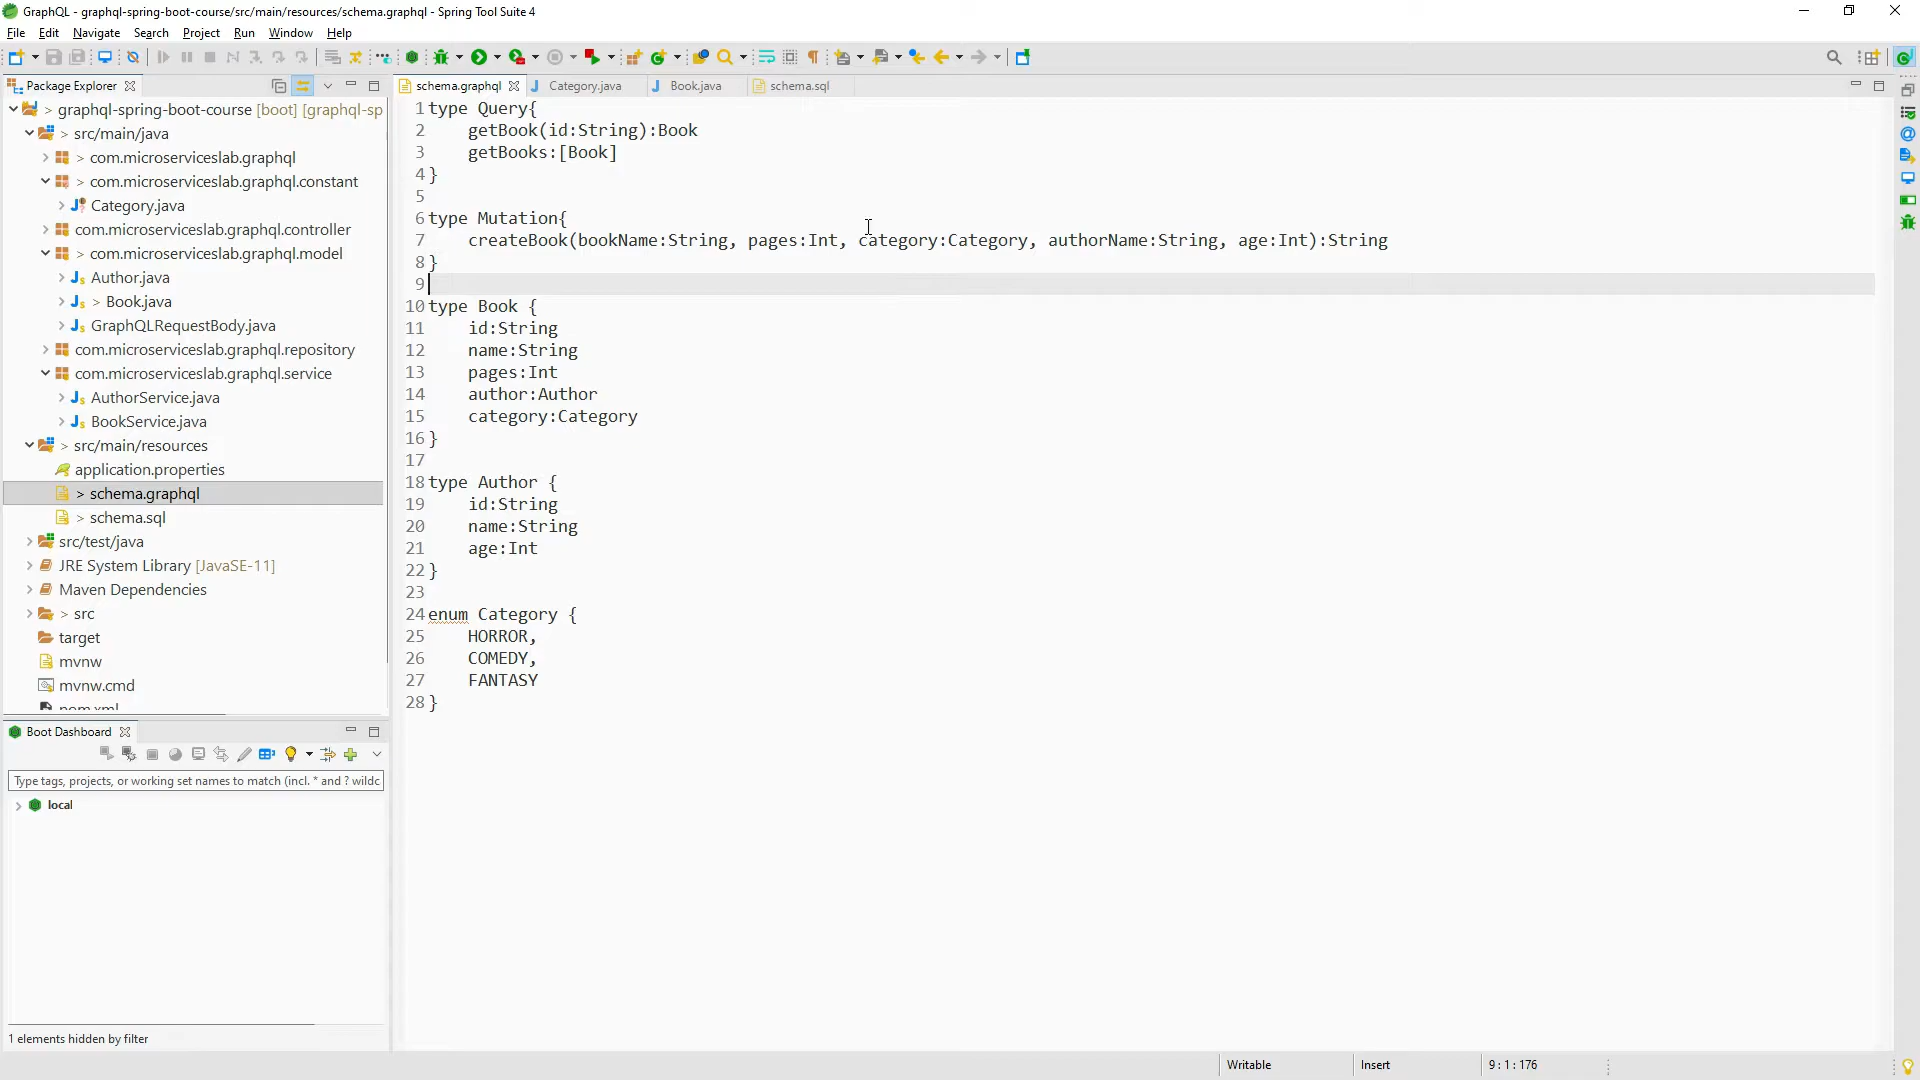 GraphQL - graphql-spring-boot-course/src/main/resources/schema.graphql - Spring Tool Suite 4
File Edit Navigate Search Project Run Window Help
Package Explorer
> graphql-spring-boot-course [boot] [graphql-sp
> src/main/java
> com.microserviceslab.graphql
> com.microserviceslab.graphql.constant
Category.java
com.microserviceslab.graphql.controller
> com.microserviceslab.graphql.model
Author.java
> Book.java
GraphQLRequestBody.java
com.microserviceslab.graphql.repository
com.microserviceslab.graphql.service
AuthorService.java
BookService.java
> src/main/resources
application.properties
> schema.graphql
> schema.sql
src/test/java
JRE System Library [JavaSE-11]
Maven Dependencies
> src
target
mvnw
mvnw.cmd
pom.xml
Boot Dashboard
Type tags, projects, or working set names to match (incl. * and ? wildc
local
1 elements hidden by filter
schema.graphql Category.java Book.java schema.sql
1 type Query{
2 getBook(id:String):Book
3 getBooks:[Book]
4 }
5
6 type Mutation{
7 createBook(bookName:String, pages:Int, category:Category, authorName:String, age:Int):String
8 }
9
10 type Book {
11 id:String
12 name:String
13 pages:Int
14 author:Author
15 category:Category
16 }
17
18 type Author {
19 id:String
20 name:String
21 age:Int
22 }
23
24 enum Category {
25 HORROR,
26 COMEDY,
27 FANTASY
28 }
Writable Insert 9 : 1 : 176